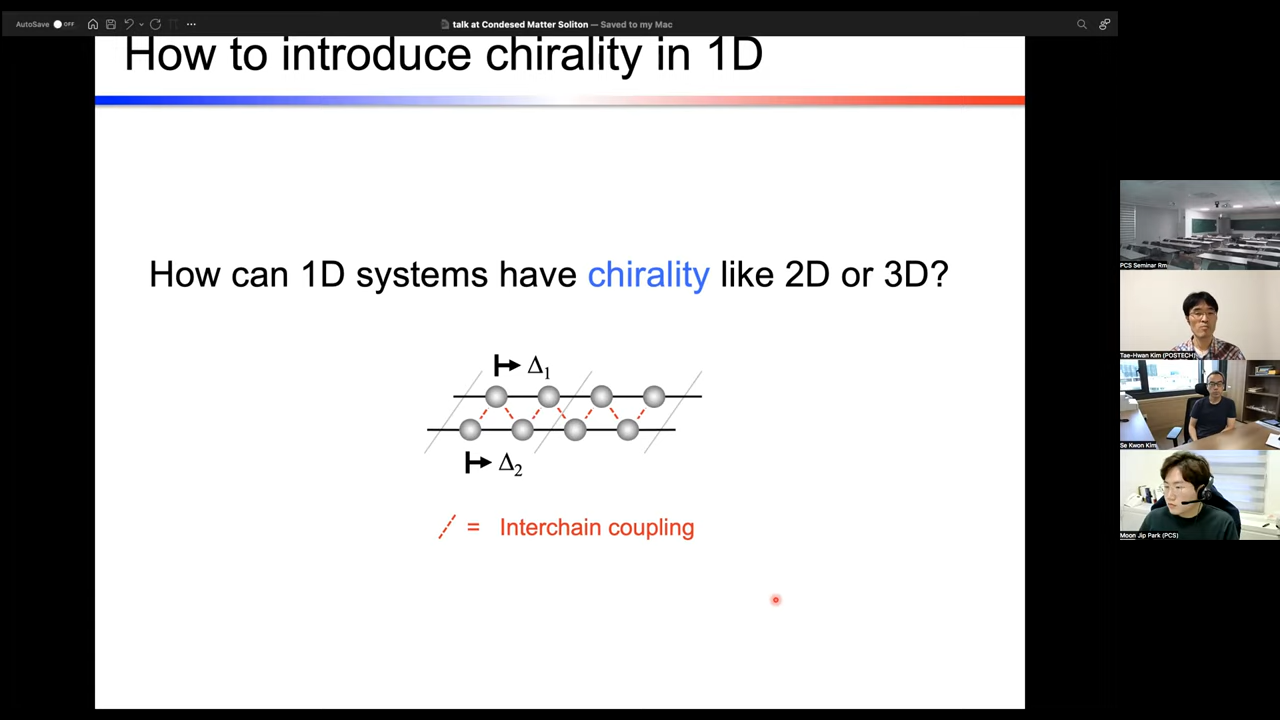 AutoSave OFF
talk at Condesed Matter Soliton — Saved to my Mac
How to introduce chirality in 1D
How can 1D systems have chirality like 2D or 3D?
Δ1
Δ2
= Interchain coupling
PCS Seminar Rm
Tae-Hwan Kim (POSTECH)
Se Kwon Kim
Moon Jip Park (PCS)